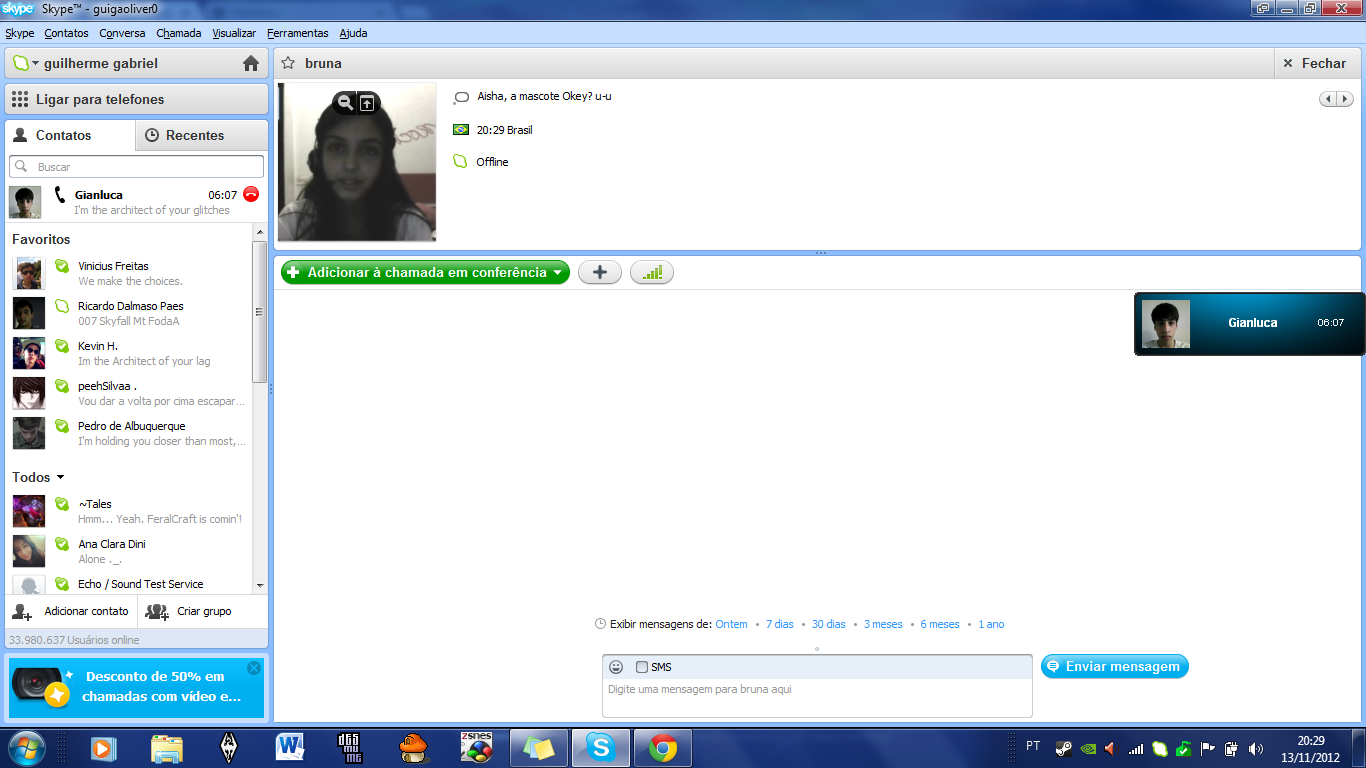 skype Skype™ - guigaoliver0
Skype Contatos Conversa Chamada Visualizar Ferramentas Ajuda
guilherme gabriel
Ligar para telefones
Contatos Recentes
Buscar
Gianluca 06:07
I'm the architect of your glitches
Favoritos
Vinicius Freitas
We make the choices.
Ricardo Dalmaso Paes
007 Skyfall Mt FodaA
Kevin H.
Im the Architect of your lag
peehSilvaa .
Vou dar a volta por cima escapar...
Pedro de Albuquerque
I'm holding you closer than most,...
Todos
~Tales
Hmm... Yeah. FeralCraft is comin'!
Ana Clara Dini
Alone ._.
Echo / Sound Test Service
Adicionar contato Criar grupo
33.980.637 Usuários online
Desconto de 50% em
chamadas com vídeo e...
bruna Fechar
Aisha, a mascote Okey? u-u
20:29 Brasil
Offline
Adicionar à chamada em conferência
Gianluca 06:07
Exibir mensagens de: Ontem • 7 dias • 30 dias • 3 meses • 6 meses • 1 ano
SMS
Digite uma mensagem para bruna aqui
Enviar mensagem
ZSNES
PT
20:29
13/11/2012